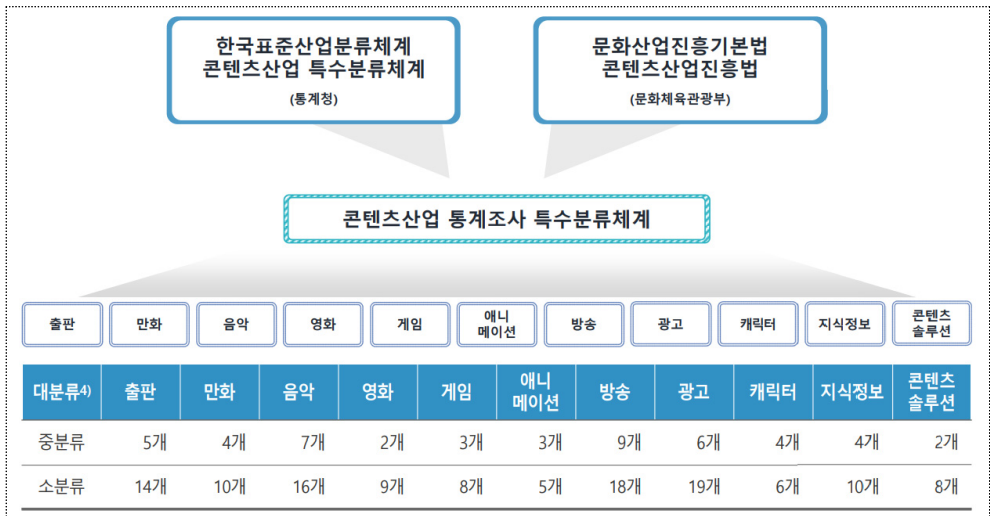 한국표준산업분류체계
콘텐츠산업 특수분류체계
(통계청)
문화산업진흥기본법
콘텐츠산업진흥법
(문화체육관광부)
콘텐츠산업 통계조사 특수분류체계
출판 만화 음악 영화 게임 애니 메이션 방송 광고 캐릭터 지식정보 콘텐츠 솔루션
대분류4) 출판 만화 음악 영화 게임 애니 메이션 방송 광고 캐릭터 지식정보 콘텐츠 솔루션
중분류 5개 4개 7개 2개 3개 3개 9개 6개 4개 4개 2개
소분류 14개 10개 16개 9개 8개 5개 18개 19개 6개 10개 8개